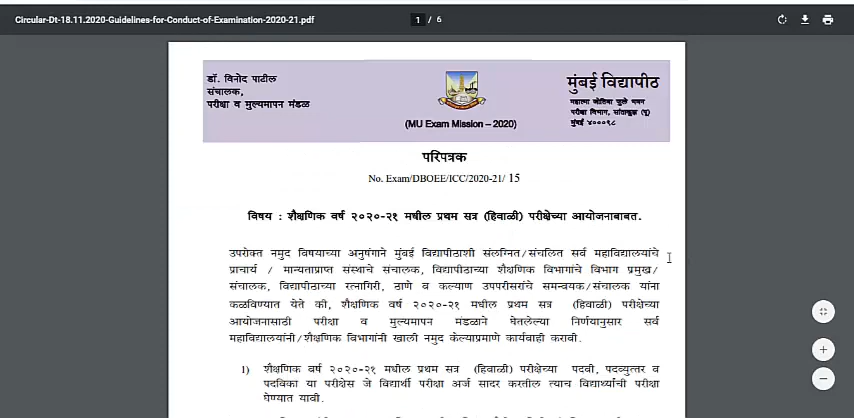 Circular-Dt-18.11.2020-Guidelines-for-Conduct-of-Examination-2020-21.pdf
1 / 6
डॉ. विनोद पाटील
संचालक,
परीक्षा व मुल्यमापन मंडळ
(MU Exam Mission – 2020)
मुंबई विद्यापीठ
महात्मा जोतिबा फुले भवन
परीक्षा विभाग, सांताक्रुझ (पू)
मुंबई ४०००९८
परिपत्रक
No. Exam/DBOEE/ICC/2020-21/ 15
विषय : शैक्षणिक वर्ष २०२०-२१ मधील प्रथम सत्र (हिवाळी) परीक्षेच्या आयोजनाबाबत.
उपरोक्त नमुद विषयाच्या अनुषंगाने मुंबई विद्यापीठाशी संलग्नित/संचलित सर्व महाविद्यालयांचे
प्राचार्य / मान्यताप्राप्त संस्थाचे संचालक, विद्यापीठाच्या शैक्षणिक विभागांचे विभाग प्रमुख/
संचालक, विद्यापीठाच्या रत्नागिरी, ठाणे व कल्याण उपपरीसरांचे समन्वयक/संचालक यांना
कळविण्यात येते की, शैक्षणिक वर्ष २०२०-२१ मधील प्रथम सत्र (हिवाळी) परीक्षेच्या
आयोजनासाठी परीक्षा व मुल्यमापन मंडळाने घेतलेल्या निर्णयानुसार सर्व
महाविद्यालयांनी/शैक्षणिक विभागांनी खाली नमुद केल्याप्रमाणे कार्यवाही करावी.
1) शैक्षणिक वर्ष २०२०-२१ मधील प्रथम सत्र (हिवाळी) परीक्षेच्या पदवी, पदव्युत्तर व
पदविका या परीक्षेस जे विद्यार्थी परीक्षा अर्ज सादर करतील त्याच विद्यार्थ्यांची परीक्षा
घेण्यात यावी.